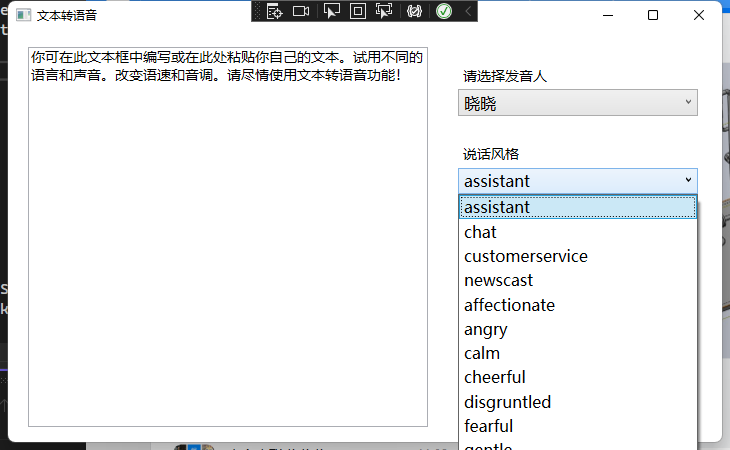 文本转语音
你可在此文本框中编写或在此处粘贴你自己的文本。试用不同的
语言和声音。改变语速和音调。请尽情使用文本转语音功能！
请选择发音人
晓晓
说话风格
assistant
assistant
chat
customerservice
newscast
affectionate
angry
calm
cheerful
disgruntled
fearful
gentle